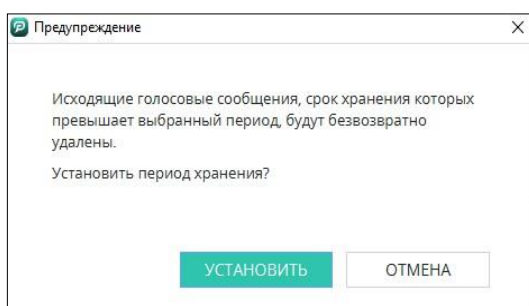 Предупреждение
Исходящие голосовые сообщения, срок хранения которых
превышает выбранный период, будут безвозвратно
удалены.
Установить период хранения?
УСТАНОВИТЬ
ОТМЕНА